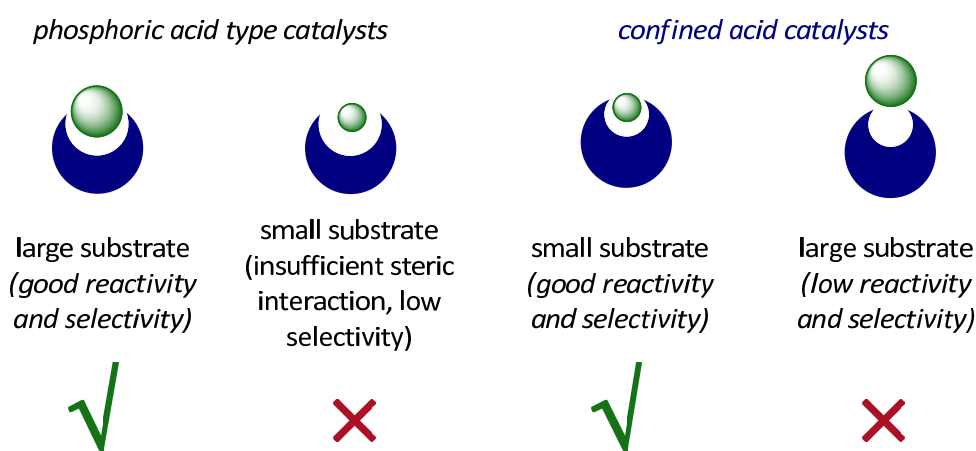 phosphoric acid type catalysts
confined acid catalysts
large substrate
(good reactivity
and selectivity)
small substrate
(insufficient steric
interaction, low
selectivity)
small substrate
(good reactivity
and selectivity)
large substrate
(low reactivity
and selectivity)